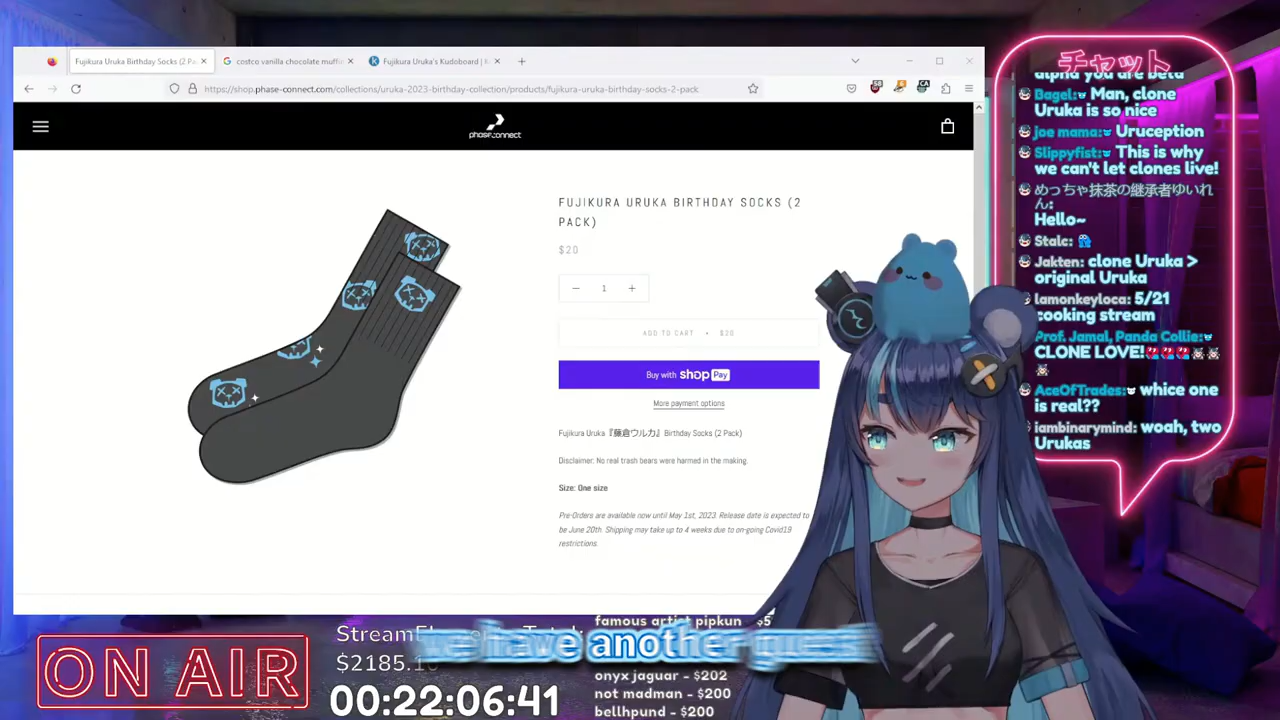 Fujikura Uruka Birthday Socks (2 Pa
costco vanilla chocolate muffin
Fujikura Uruka's Kudoboard |
https://shop.phase-connect.com/collections/uruka-2023-birthday-collection/products/fujikura-uruka-birthday-socks-2-pack
phase connect
FUJIKURA URUKA BIRTHDAY SOCKS (2
PACK)
$20
− 1 +
ADD TO CART • $20
Buy with shop Pay
More payment options
Fujikura Uruka『藤倉ウルカ』Birthday Socks (2 Pack)
Disclaimer: No real trash bears were harmed in the making.
Size: One size
Pre-Orders are available now until May 1st, 2023. Release date is expected to
be June 20th. Shipping may take up to 4 weeks due to on-going Covid19
restrictions.
チャット
alpha you are beta
Bagel: Man, clone
Uruka is so nice
joe mama: Uruception
Slippyfist: This is why
we can't let clones live!
めっちゃ抹茶の継承者ゆいれ
ん:
Hello~
Stalc:
Jakten: clone Uruka >
original Uruka
lamonkeyloca: 5/21
cooking stream
Prof. Jamal, Panda Collie:
CLONE LOVE!
AceOfTrades: whice one
is real??
iambinarymind: woah, two
Urukas
ON AIR
$2185.1
00:22:06:41
famous artist pipkun $5
have another
onyx jaguar - $202
not madman - $200
bellhpund - $200